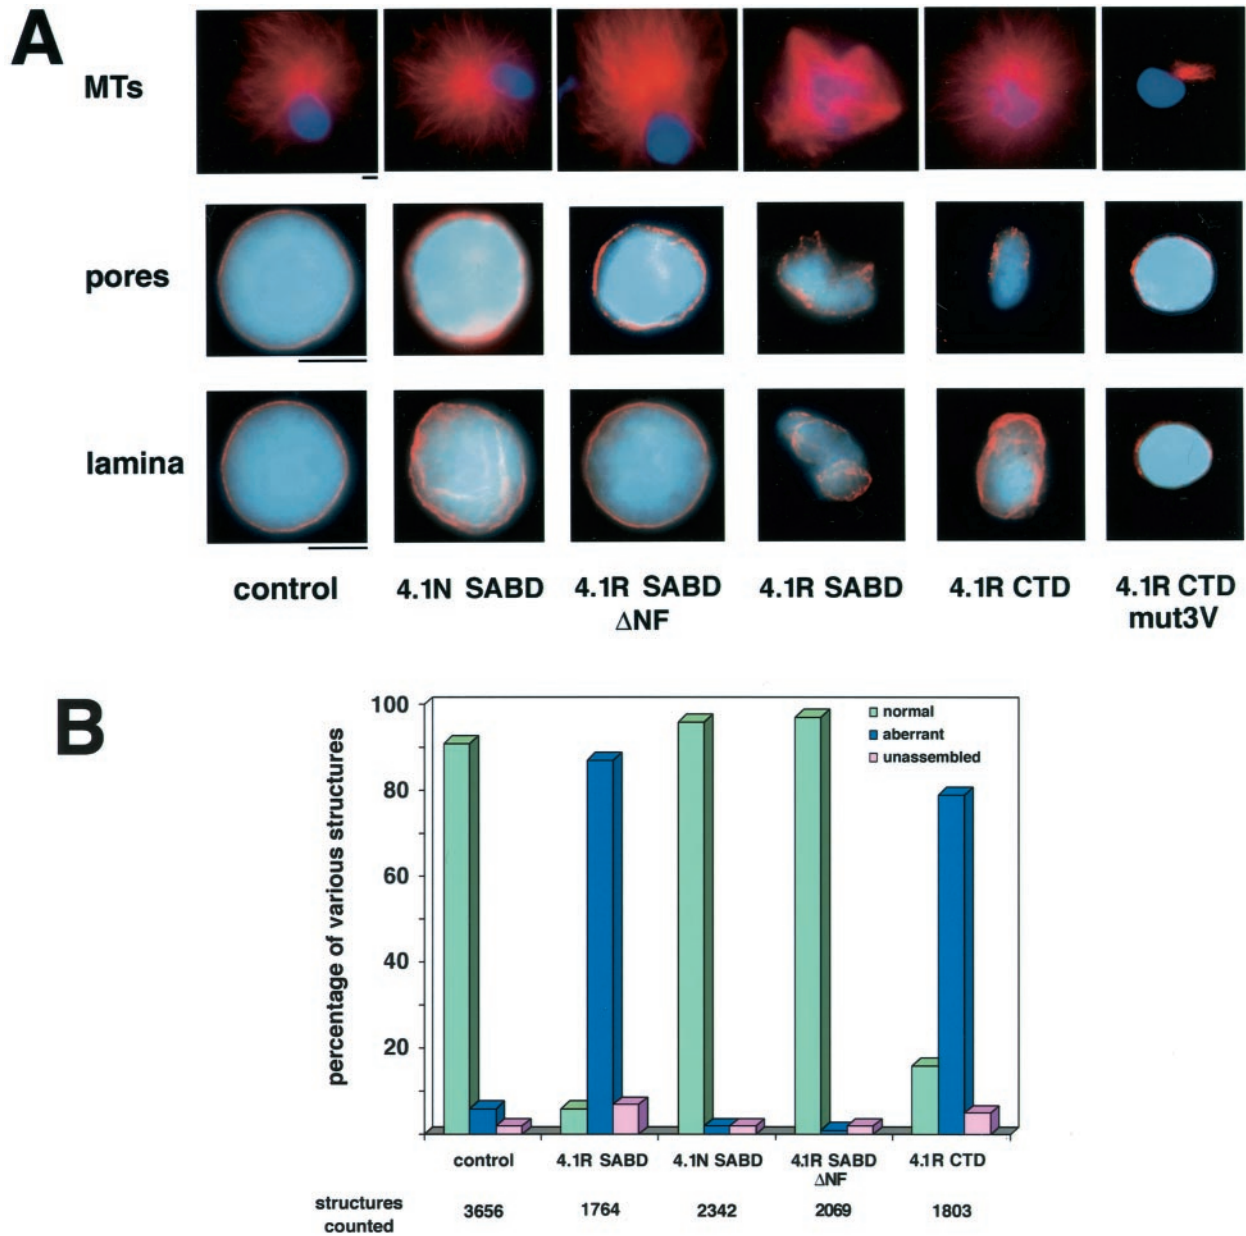 A
MTs
pores
lamina
control
4.1N SABD
4.1R SABD
ΔNF
4.1R SABD
4.1R CTD
4.1R CTD
mut3V
B
percentage of various structures
100
80
60
40
20
normal
aberrant
unassembled
control
4.1R SABD
4.1N SABD
4.1R SABD
ΔNF
4.1R CTD
structures
counted
3656
1764
2342
2069
1803